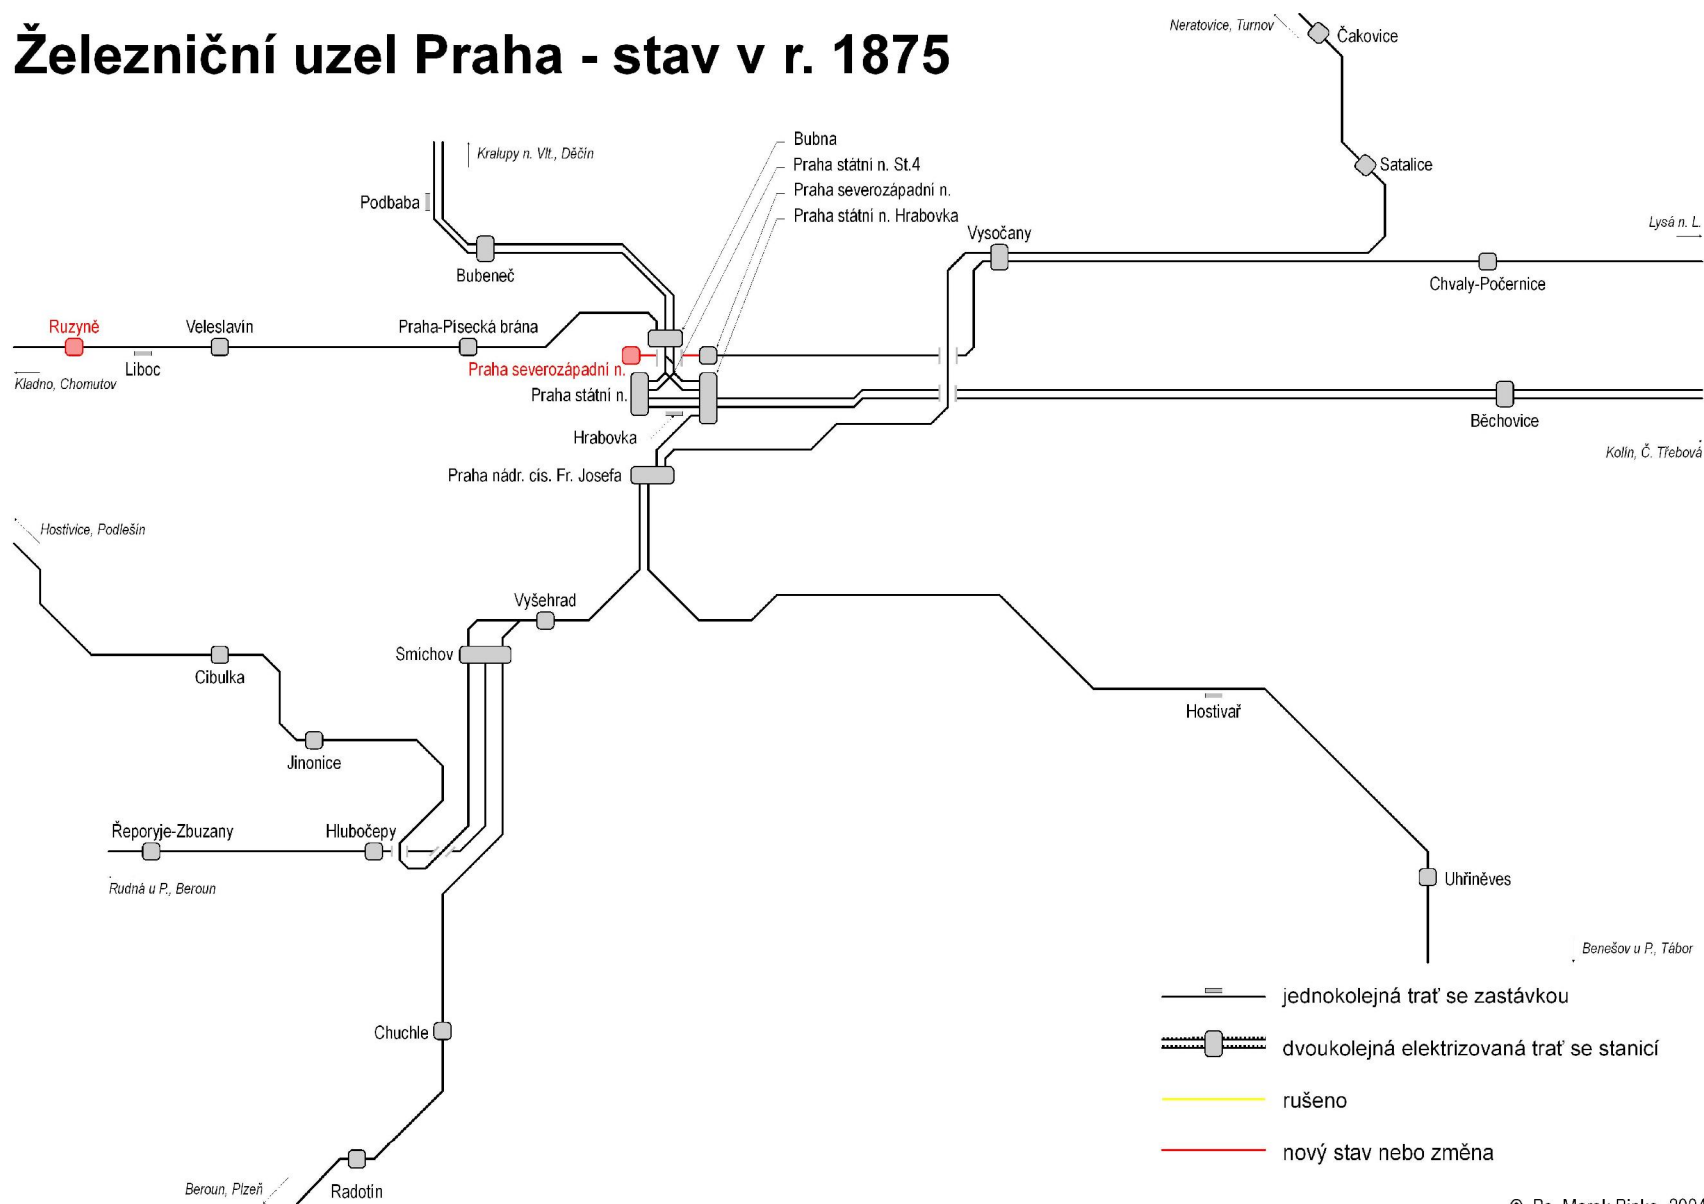 Železniční uzel Praha - stav v r. 1875
Neratovice, Turnov
Čakovice
Kralupy n. Vlt., Děčín
Bubna
Praha státní n. St.4
Praha severozápadní n.
Praha státní n. Hrabovka
Satalice
Podbaba
Bubeneč
Vysočany
Lysá n. L.
Chvaly-Počernice
Ruzyně
Veleslavín
Praha-Písecká brána
Liboc
Kladno, Chomutov
Praha severozápadní n.
Praha státní n.
Hrabovka
Běchovice
Kolín, Č. Třebová
Praha nádr. cís. Fr. Josefa
Hostivice, Podlešín
Vyšehrad
Smíchov
Cibulka
Hostivař
Jinonice
Řeporyje-Zbuzany
Hlubočepy
Rudná u P., Beroun
Uhříněves
Benešov u P., Tábor
jednokolejná trať se zastávkou
Chuchle
dvoukolejná elektrizovaná trať se stanicí
rušeno
nový stav nebo změna
Beroun, Plzeň
Radotín